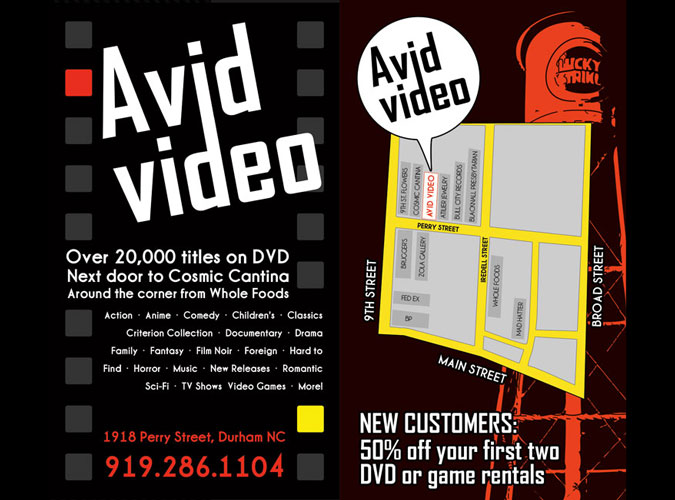 Avid
video
Over 20,000 titles on DVD
Next door to Cosmic Cantina
Around the corner from Whole Foods
Action · Anime · Comedy · Children's · Classics
Criterion Collection · Documentary · Drama
Family · Fantasy · Film Noir · Foreign · Hard to
Find · Horror · Music · New Releases · Romantic
Sci-Fi · TV Shows Video Games · More!
1918 Perry Street, Durham NC
919.286.1104
Avid
video
LUCKY
STRIKE
9TH ST. FLOWERS
COSMIC CANTINA
AVID VIDEO
ATLIER JEWELRY
BULL CITY RECORDS
BLACKNALL PRESBYTARIAN
PERRY STREET
BRUGGER'S
ZOLA GALLERY
IREDELL STREET
WHOLE FOODS
MAD HATTER
FED EX
BP
9TH STREET
BROAD STREET
MAIN STREET
NEW CUSTOMERS:
50% off your first two
DVD or game rentals